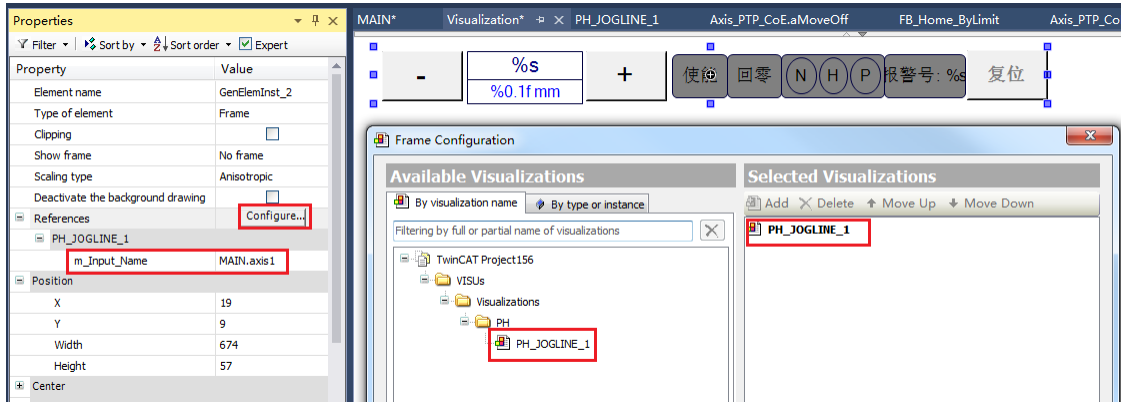 Properties
Filter Sort by Sort order Expert
Property Value
Element name GenElemInst_2
Type of element Frame
Clipping
Show frame No frame
Scaling type Anisotropic
Deactivate the background drawing
References Configure...
PH_JOGLINE_1
m_Input_Name MAIN.axis1
Position
X 19
Y 9
Width 674
Height 57
Center
MAIN* Visualization* PH_JOGLINE_1 Axis_PTP_CoE.aMoveOff FB_Home_ByLimit Axis_PTP_Co
- %s + 使能 回零 N H P 报警号: %s 复位
%0.1f mm
Frame Configuration
Available Visualizations
By visualization name By type or instance
Filtering by full or partial name of visualizations
TwinCAT Project156
VISUs
Visualizations
PH
PH_JOGLINE_1
Selected Visualizations
Add Delete Move Up Move Down
PH_JOGLINE_1